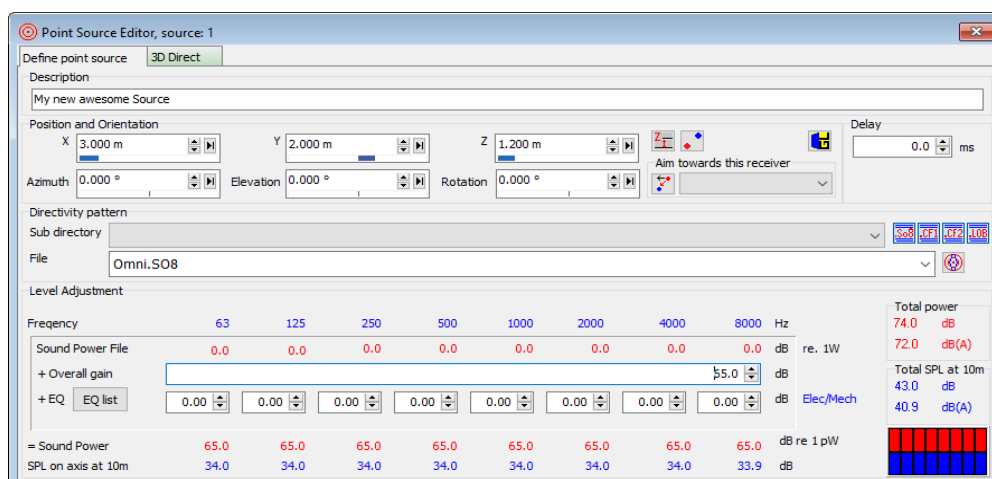 Point Source Editor, source: 1
Define point source 3D Direct
Description
My new awesome Source
Position and Orientation Delay
X 3.000 m Y 2.000 m Z 1.200 m 0.0 ms
Aim towards this receiver
Azimuth 0.000 ° Elevation 0.000 ° Rotation 0.000 °
Directivity pattern
Sub directory .So8 .CF1 .CF2 .LOB
File Omni.SO8
Level Adjustment
Total power
Freqency 63 125 250 500 1000 2000 4000 8000 Hz 74.0 dB
Sound Power File 0.0 0.0 0.0 0.0 0.0 0.0 0.0 0.0 dB re. 1W 72.0 dB(A)
+ Overall gain 65.0 dB Total SPL at 10m
43.0 dB
+ EQ EQ list 0.00 0.00 0.00 0.00 0.00 0.00 0.00 0.00 dB Elec/Mech 40.9 dB(A)
= Sound Power 65.0 65.0 65.0 65.0 65.0 65.0 65.0 65.0 dB re 1 pW
SPL on axis at 10m 34.0 34.0 34.0 34.0 34.0 34.0 34.0 33.9 dB